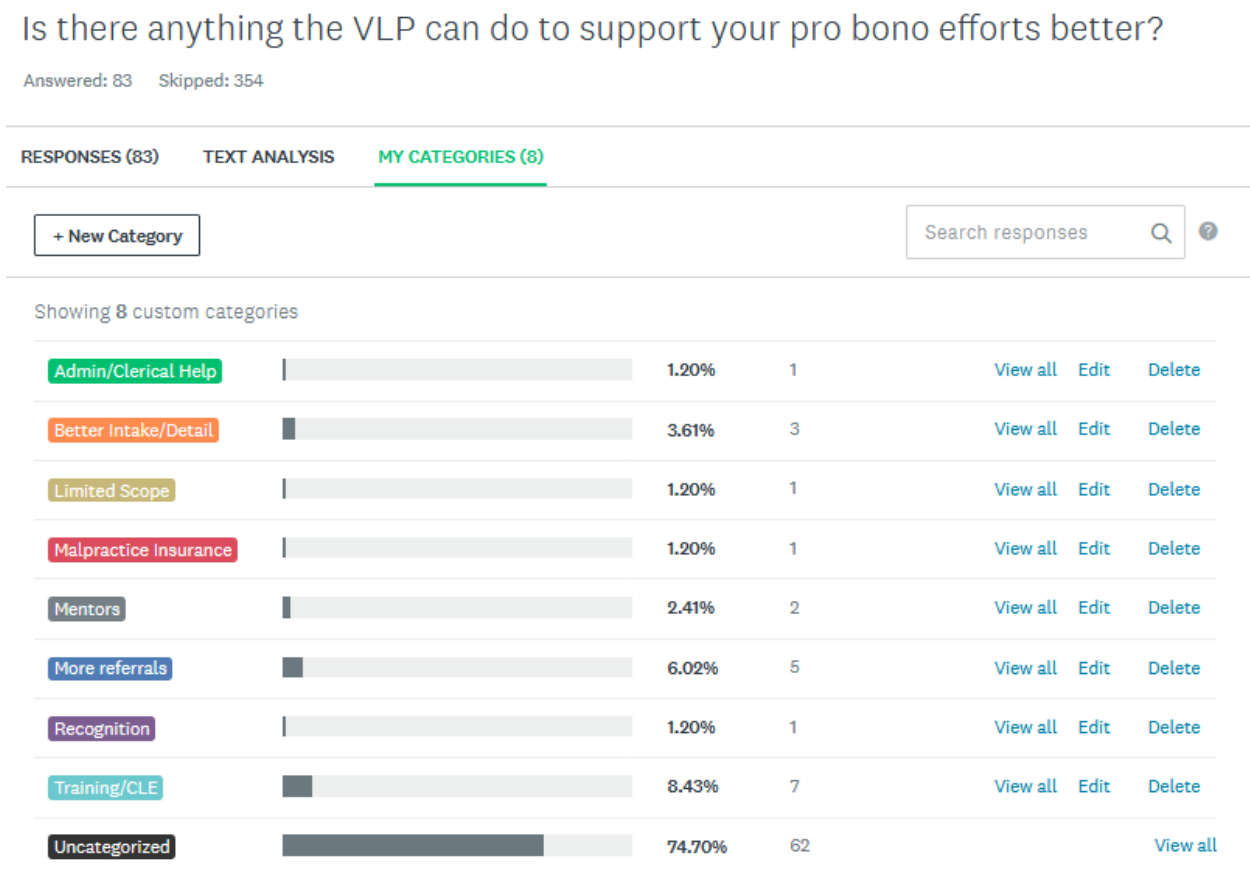 Is there anything the VLP can do to support your pro bono efforts better?
Answered: 83 Skipped: 354
RESPONSES (83) TEXT ANALYSIS MY CATEGORIES (8)
+ New Category Search responses ?
Showing 8 custom categories
Admin/Clerical Help 1.20% 1 View all Edit Delete
Better Intake/Detail 3.61% 3 View all Edit Delete
Limited Scope 1.20% 1 View all Edit Delete
Malpractice Insurance 1.20% 1 View all Edit Delete
Mentors 2.41% 2 View all Edit Delete
More referrals 6.02% 5 View all Edit Delete
Recognition 1.20% 1 View all Edit Delete
Training/CLE 8.43% 7 View all Edit Delete
Uncategorized 74.70% 62 View all